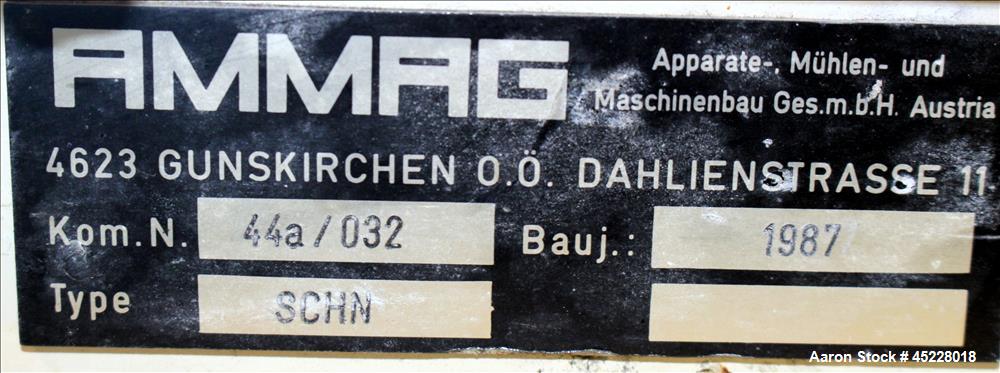 AMMAG
Apparate-, Mühlen- und
Maschinenbau Ges.m.b.H. Austria
4623 GUNSKIRCHEN O.Ö. DAHLIENSTRASSE 11
Kom.N. 44a/032 Bauj.: 1987
Type SCHN
Aaron Stock # 45228018